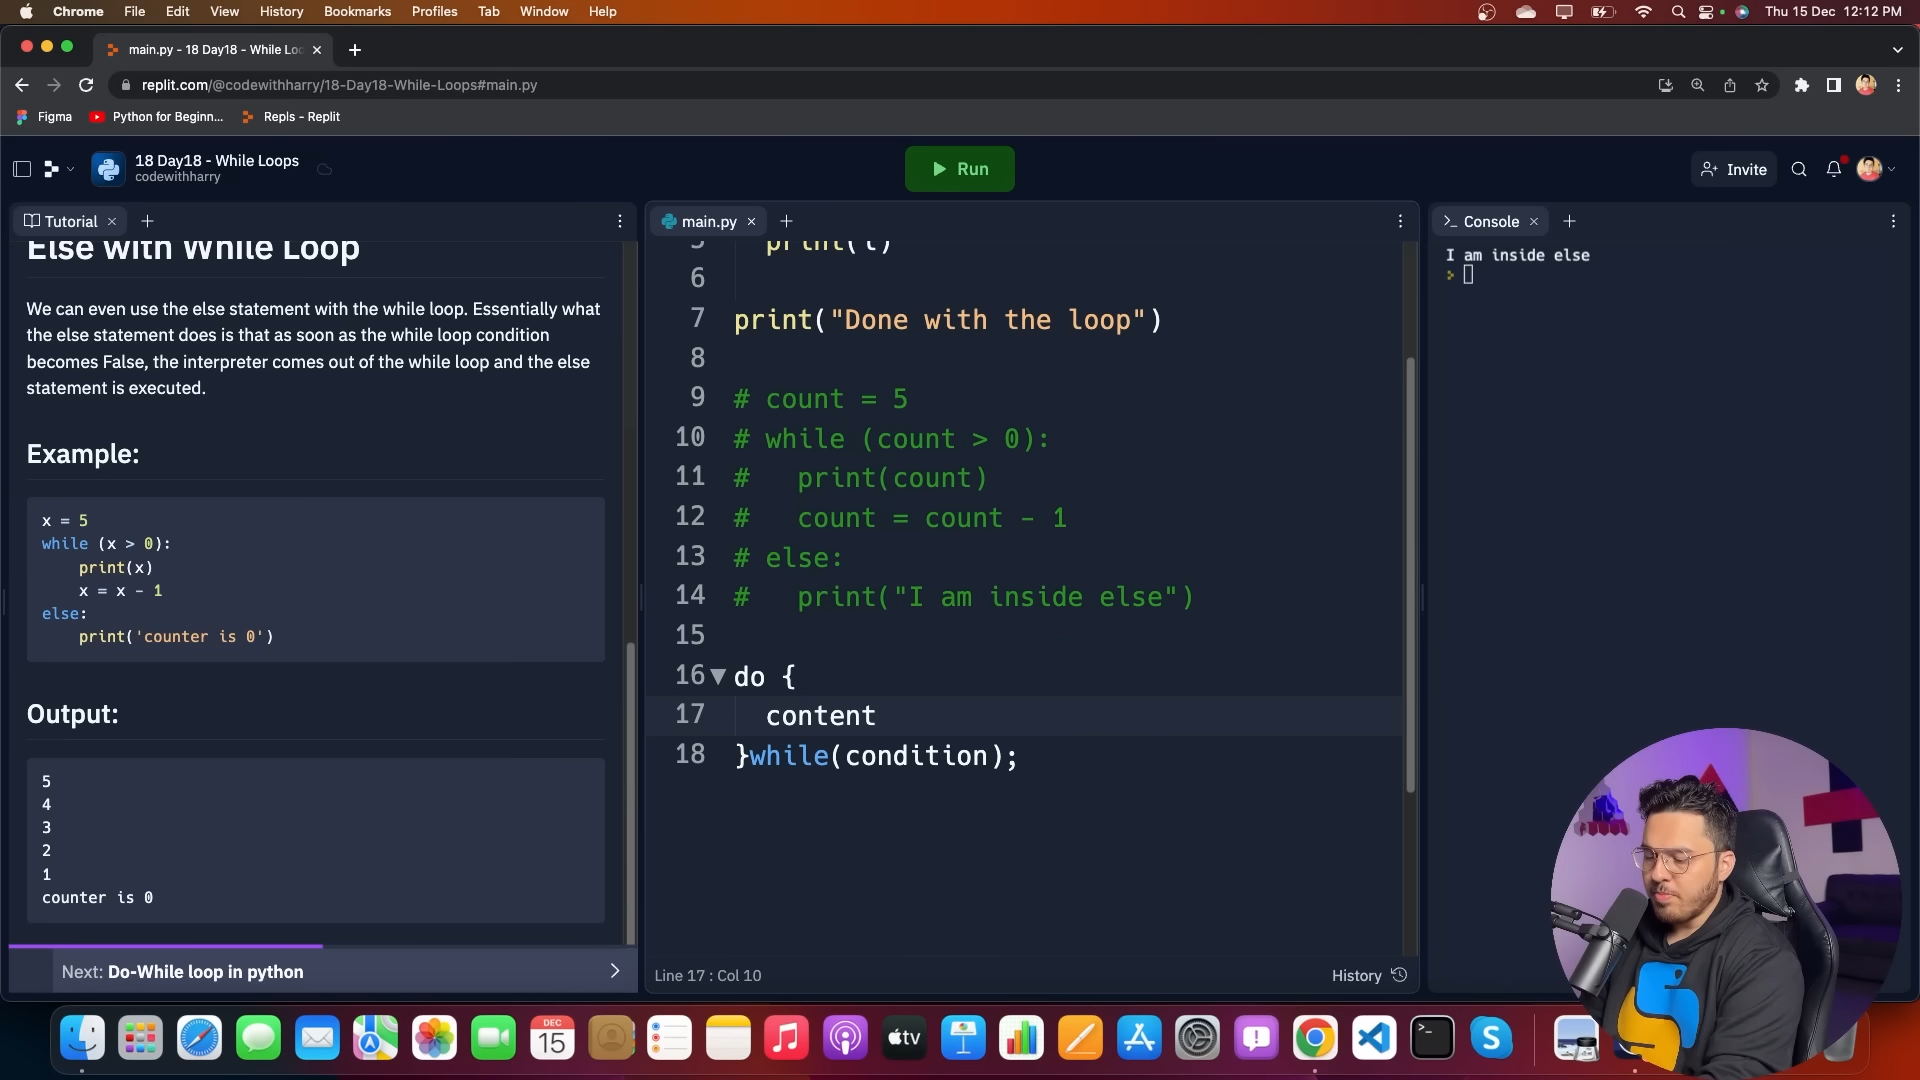 Chrome File Edit View History Bookmarks Profiles Tab Window Help Thu 15 Dec 12:12 PM
main.py - 18 Day18 - While Loo
replit.com/@codewithharry/18-Day18-While-Loops#main.py
Figma Python for Beginn... Repls - Replit
18 Day18 - While Loops
codewithharry
Run
Invite
Tutorial
main.py
Console
Else with While Loop
We can even use the else statement with the while loop. Essentially what
the else statement does is that as soon as the while loop condition
becomes False, the interpreter comes out of the while loop and the else
statement is executed.
Example:
x = 5
while (x > 0):
    print(x)
    x = x - 1
else:
    print('counter is 0')
Output:
5
4
3
2
1
counter is 0
Next: Do-While loop in python
5   print(i)
6
7 print("Done with the loop")
8
9 # count = 5
10 # while (count > 0):
11 #   print(count)
12 #   count = count - 1
13 # else:
14 #   print("I am inside else")
15
16 do {
17   content
18 }while(condition);
Line 17 : Col 10
History
I am inside else
DEC
15
tv